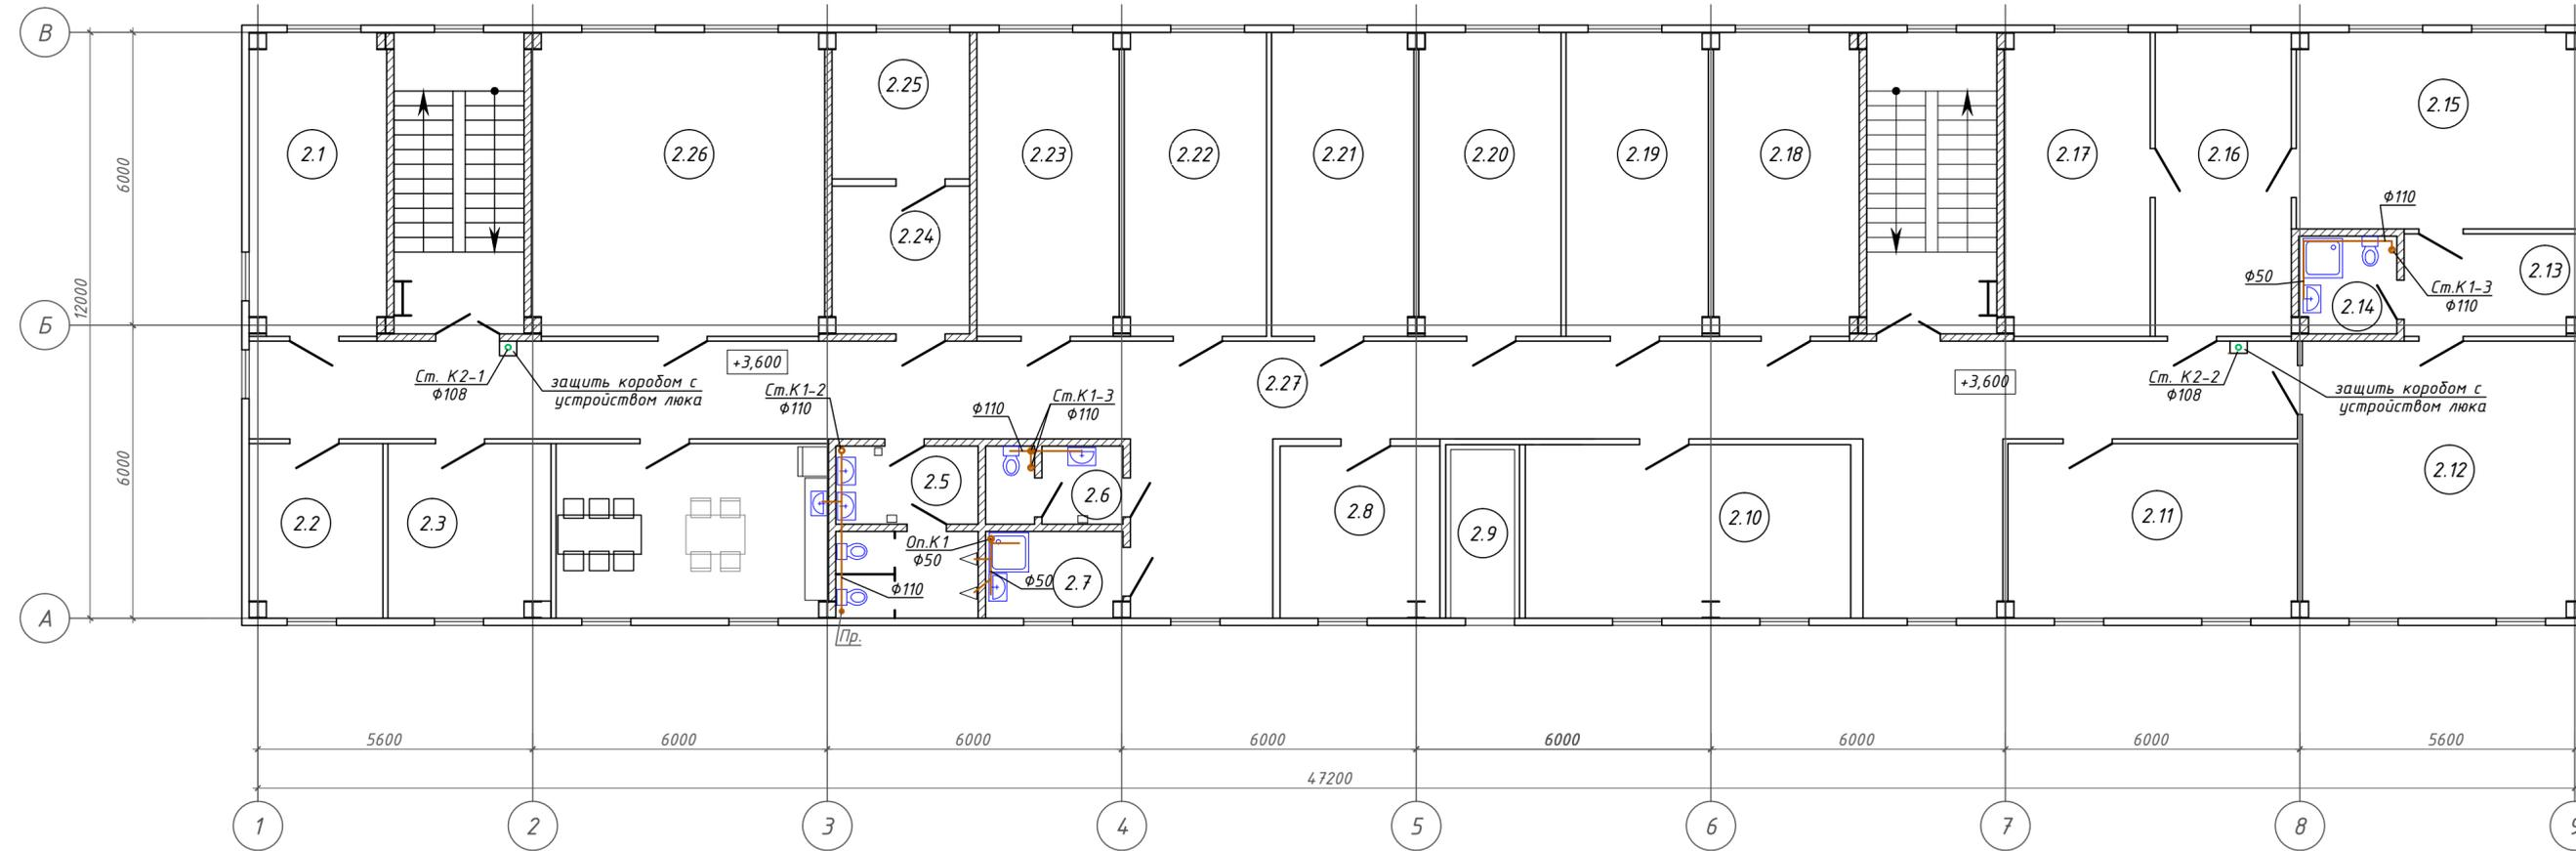 В
2.25
2.15
2.1
2.26
2.23
2.22
2.21
2.20
2.19
2.18
2.17
2.16
6000
Ф110
2.24
12000
Ф50
2.13
Ст.К1-3
Ф110
2.14
Б
+3,600
Ст. К2-1
Ф108
защить коробом с
устройством люка
Ст.К1-2
Ф110
Ф110
Ст.К1-3
Ф110
2.27
+3,600
Ст. К2-2
Ф108
защить коробом с
устройством люка
6000
2.2
2.3
2.5
2.6
2.8
2.9
2.10
2.11
2.12
Оп.К1
Ф50
Ф110
Ф50
2.7
А
Пр.
5600
6000
6000
6000
6000
6000
6000
5600
47200
1
2
3
4
5
6
7
8
9